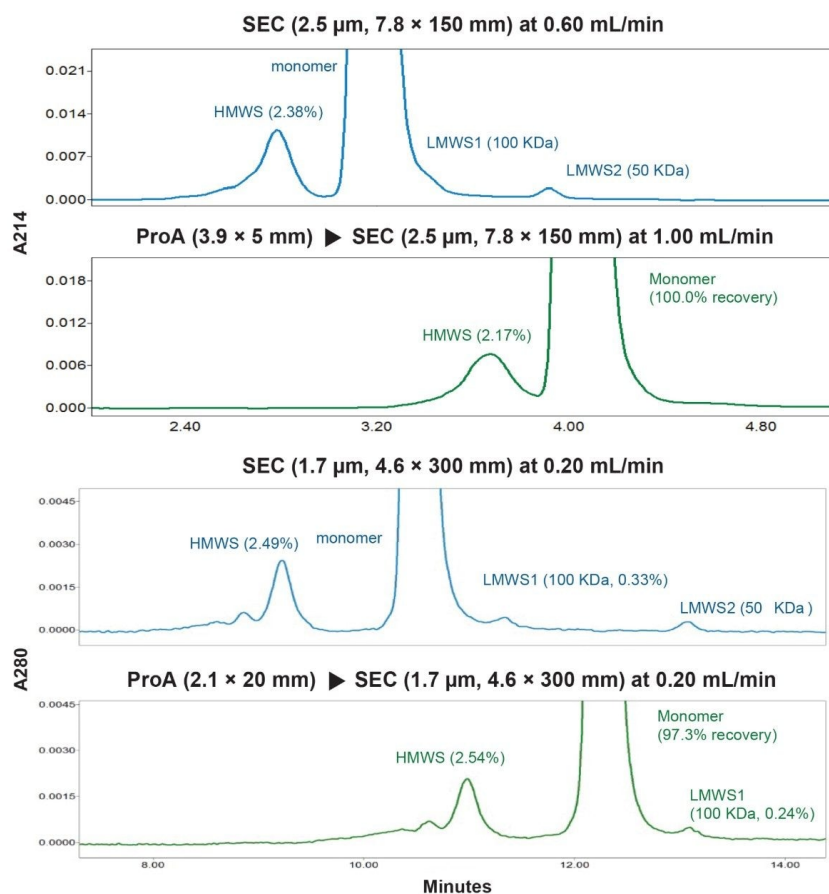 SEC (2.5 µm, 7.8 × 150 mm) at 0.60 mL/min
0.021
0.014
0.007
0.000
monomer
HMWS (2.38%)
LMWS1 (100 KDa)
LMWS2 (50 KDa)
A214
ProA (3.9 × 5 mm) ▶ SEC (2.5 µm, 7.8 × 150 mm) at 1.00 mL/min
0.018
0.012
0.006
0.000
Monomer
(100.0% recovery)
HMWS (2.17%)
2.40 3.20 4.00 4.80
SEC (1.7 µm, 4.6 × 300 mm) at 0.20 mL/min
0.0045
0.0030
0.0015
0.0000
HMWS (2.49%)
monomer
LMWS1 (100 KDa, 0.33%)
LMWS2 (50 KDa)
A280
ProA (2.1 × 20 mm) ▶ SEC (1.7 µm, 4.6 × 300 mm) at 0.20 mL/min
0.0045
0.0030
0.0015
0.0000
Monomer
(97.3% recovery)
HMWS (2.54%)
LMWS1
(100 KDa, 0.24%)
8.00 10.00 12.00 14.00
Minutes